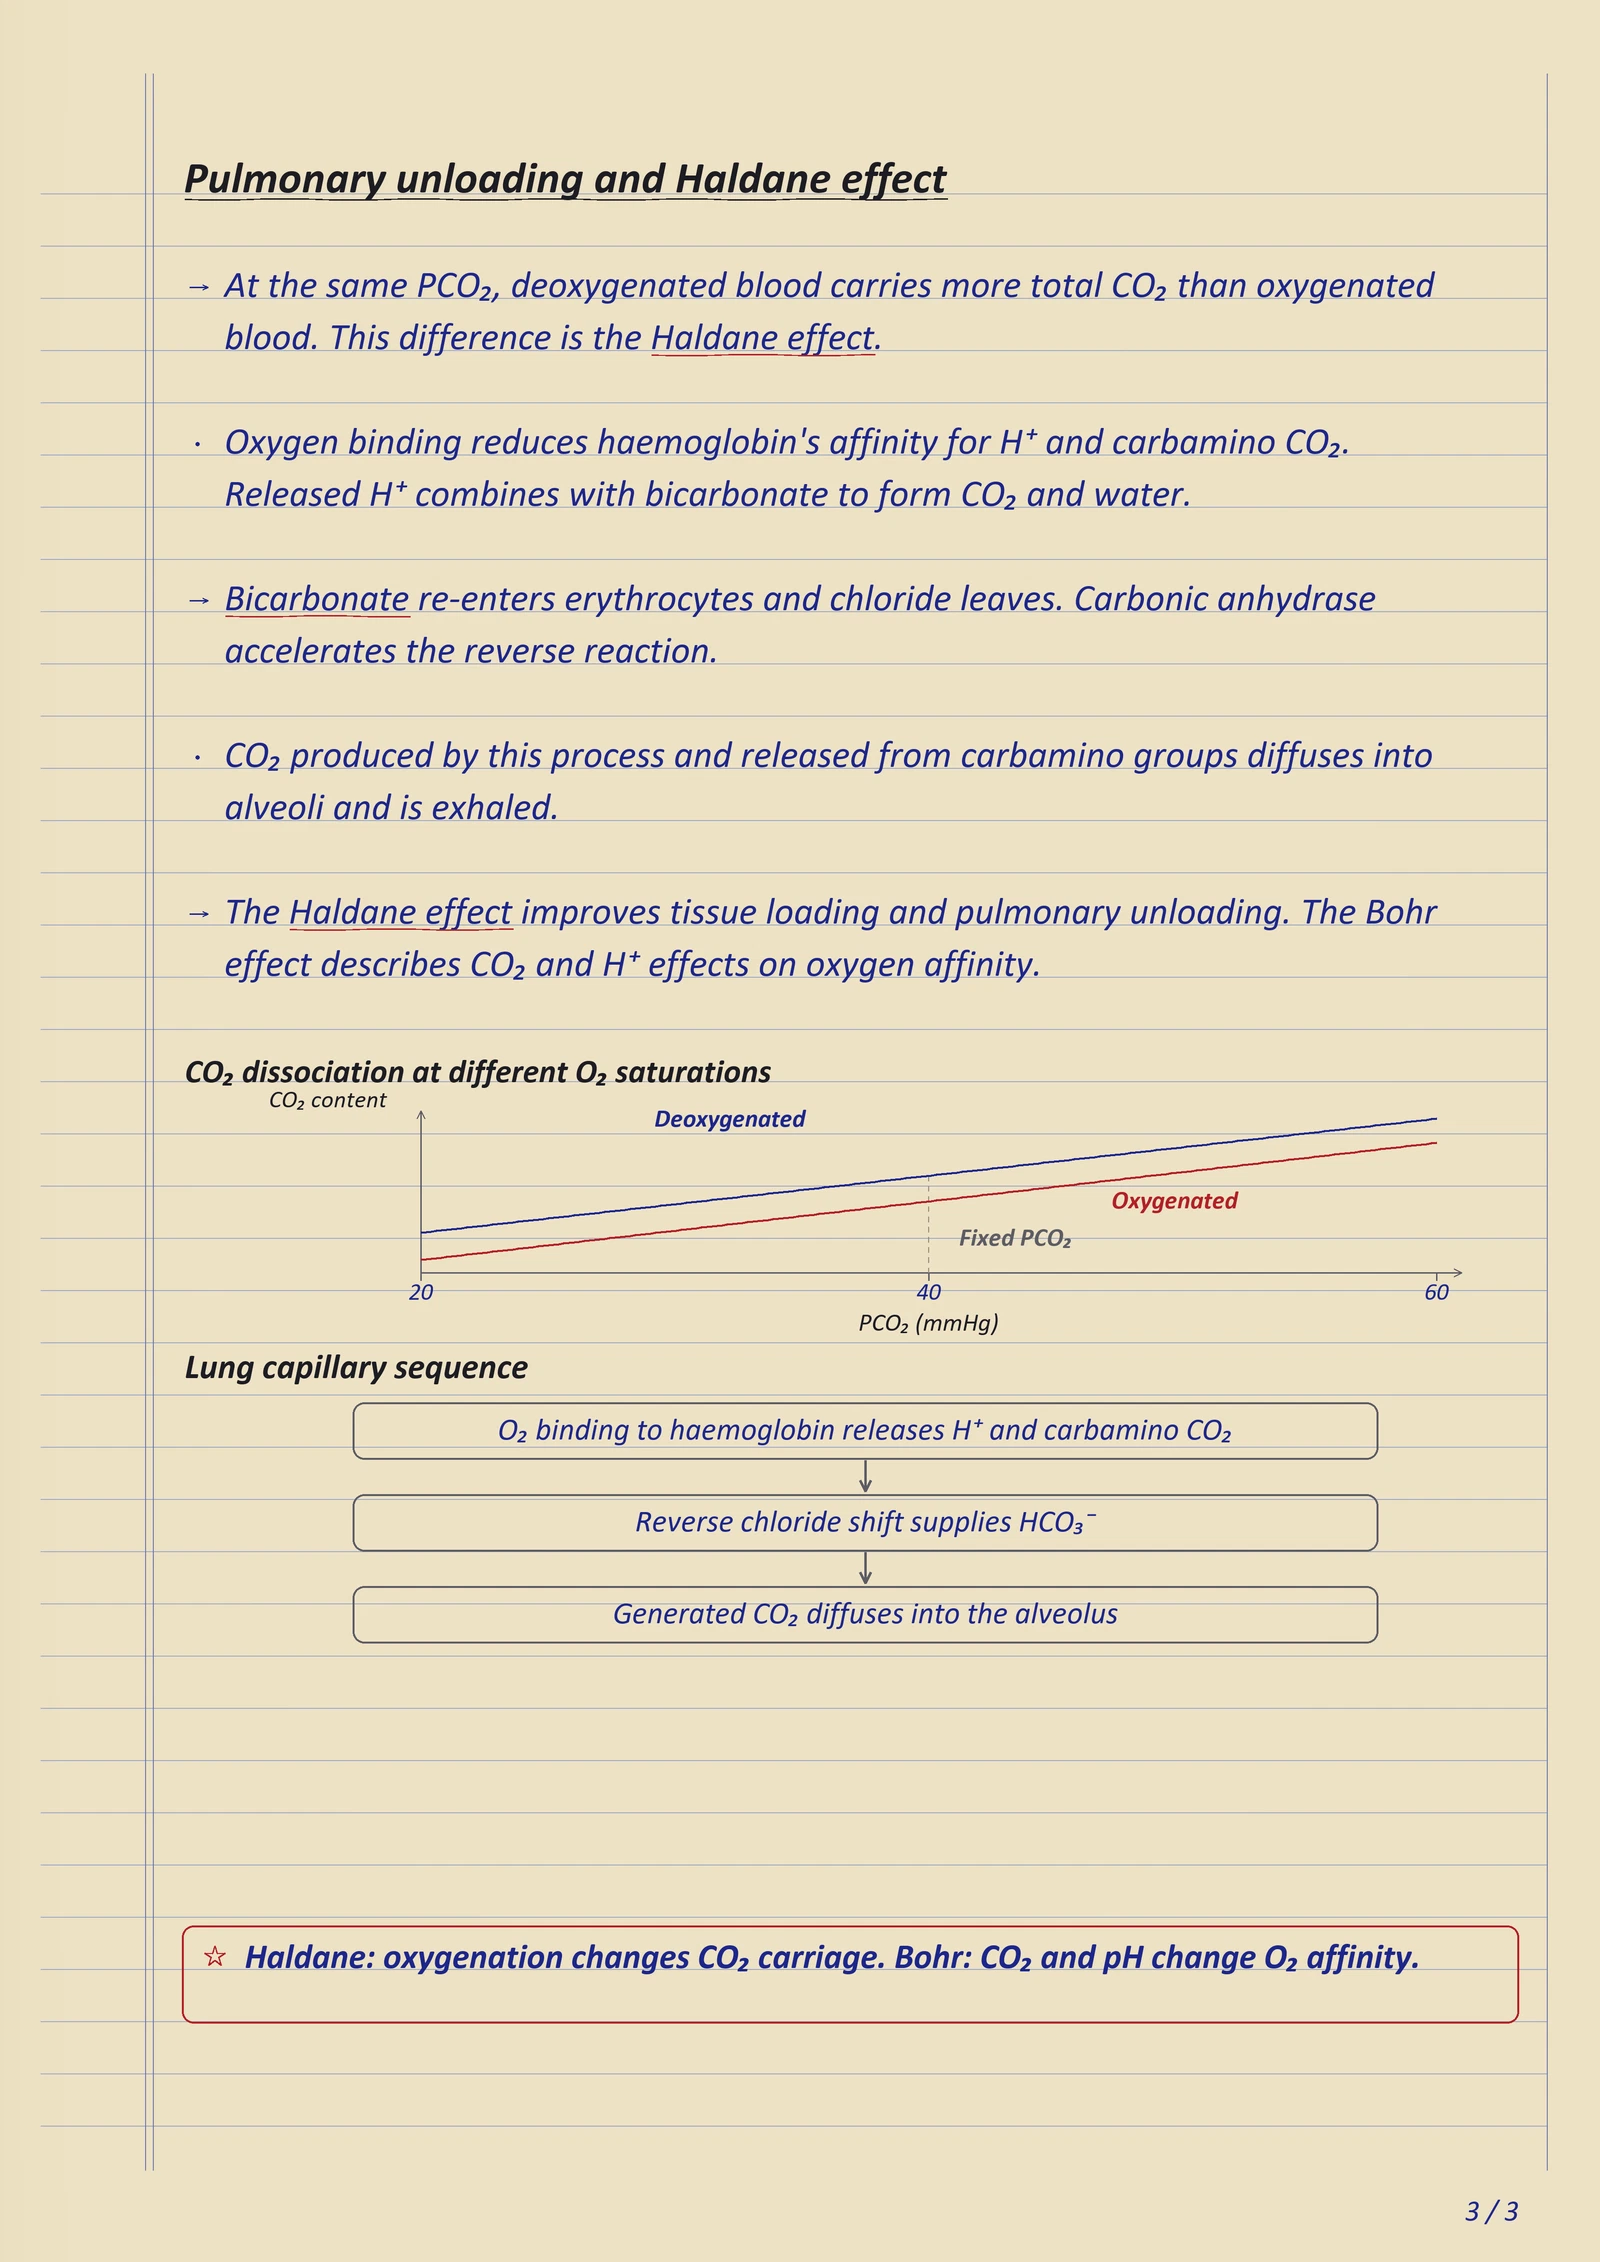 Pulmonary unloading and Haldane effect
→ At the same PCO₂, deoxygenated blood carries more total CO₂ than oxygenated
blood. This difference is the Haldane effect.
· Oxygen binding reduces haemoglobin's affinity for H⁺ and carbamino CO₂.
Released H⁺ combines with bicarbonate to form CO₂ and water.
→ Bicarbonate re-enters erythrocytes and chloride leaves. Carbonic anhydrase
accelerates the reverse reaction.
· CO₂ produced by this process and released from carbamino groups diffuses into
alveoli and is exhaled.
→ The Haldane effect improves tissue loading and pulmonary unloading. The Bohr
effect describes CO₂ and H⁺ effects on oxygen affinity.
CO₂ dissociation at different O₂ saturations
CO₂ content
Deoxygenated
Oxygenated
Fixed PCO₂
20 40 60
PCO₂ (mmHg)
Lung capillary sequence
O₂ binding to haemoglobin releases H⁺ and carbamino CO₂
Reverse chloride shift supplies HCO₃⁻
Generated CO₂ diffuses into the alveolus
☆ Haldane: oxygenation changes CO₂ carriage. Bohr: CO₂ and pH change O₂ affinity.
3 / 3